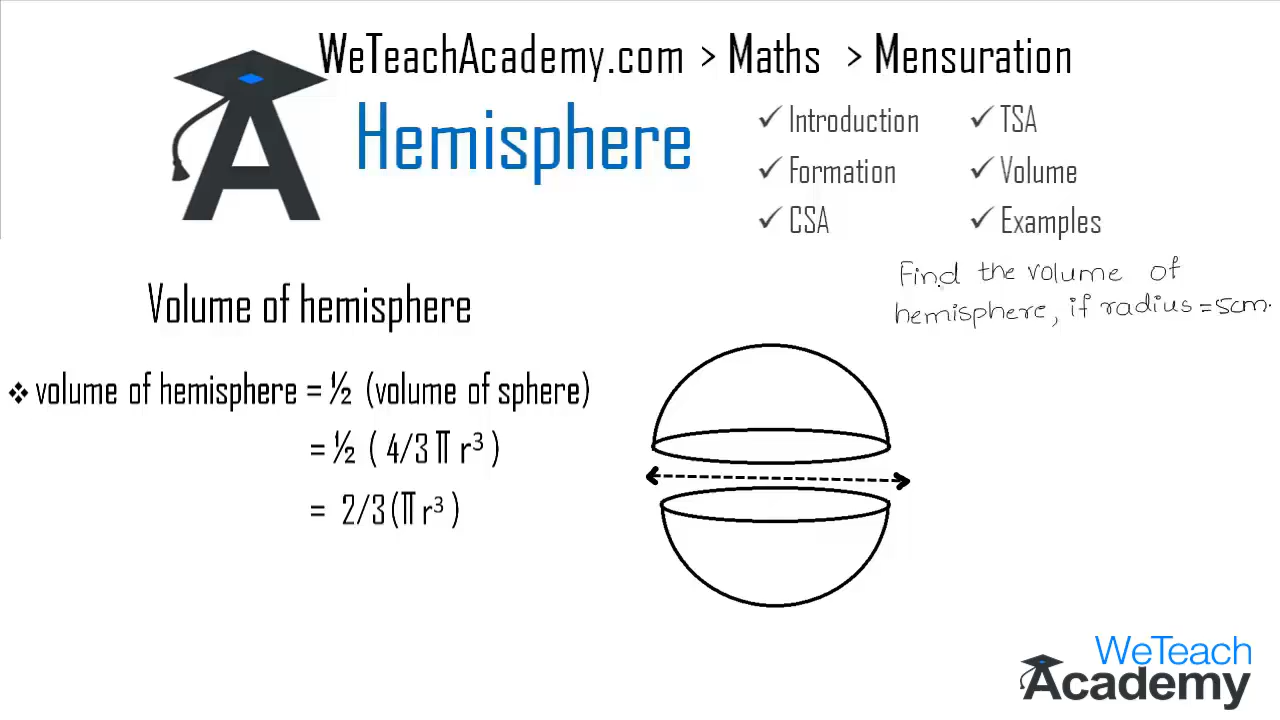 WeTeachAcademy.com > Maths > Mensuration
Hemisphere
✓ Introduction
✓ Formation
✓ CSA
✓ TSA
✓ Volume
✓ Examples
Find the volume of
hemisphere, if radius = 5cm.
Volume of hemisphere
❖ volume of hemisphere = ½ (volume of sphere)
= ½ ( 4/3 π r³ )
= 2/3 (π r³ )
WeTeach
Academy